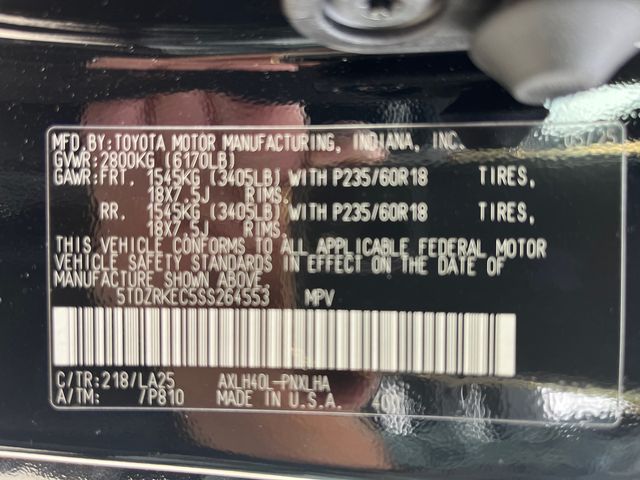 MFD.BY:TOYOTA MOTOR MANUFACTURING, INDIANA, INC.
GVWR:2800KG (6170LB)
GAWR:FRT. 1545KG (3405LB) WITH P235/60R18 TIRES,
18X7.5J RIMS.
RR. 1545KG (3405LB) WITH P235/60R18 TIRES,
18X7.5J RIMS.
THIS VEHICLE CONFORMS TO ALL APPLICABLE FEDERAL MOTOR
VEHICLE SAFETY STANDARDS IN EFFECT ON THE DATE OF
MANUFACTURE SHOWN ABOVE.
5TDZRKEC5SS264553 MPV
C/TR:218/LA25 AXLH40L-PNXLHA
A/TM: /P810 MADE IN U.S.A.